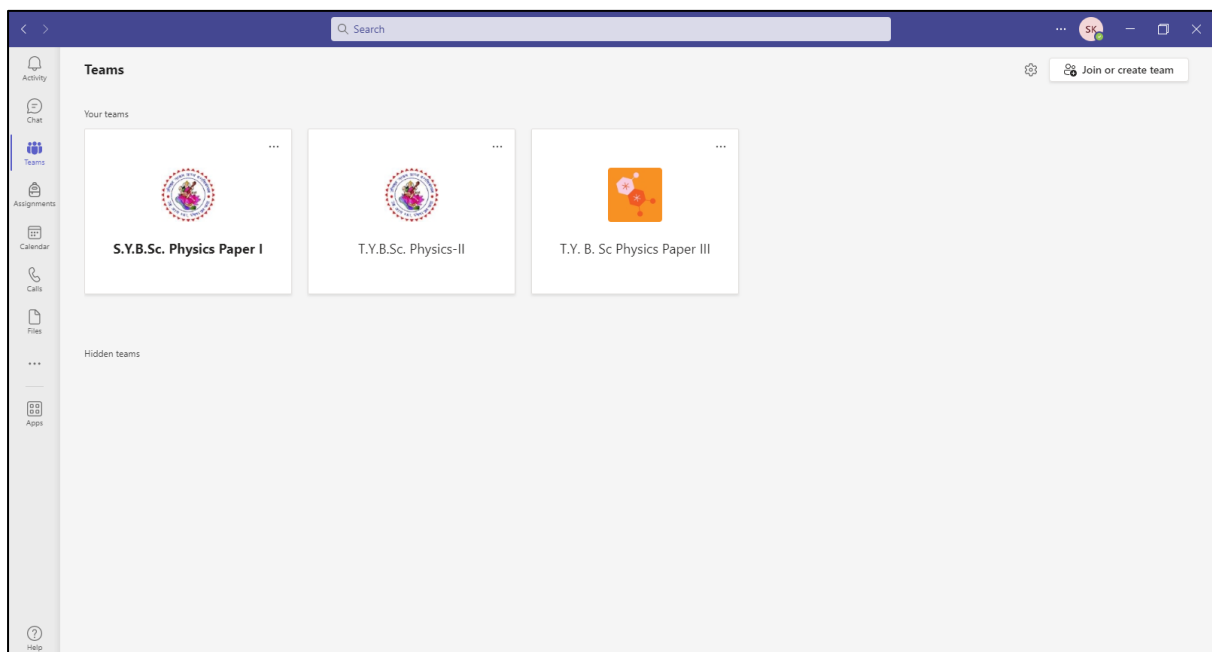 Search
SK
Activity
Chat
Teams
Assignments
Calendar
Calls
Files
Apps
Help
Teams
Join or create team
Your teams
S.Y.B.Sc. Physics Paper I
T.Y.B.Sc. Physics-II
T.Y. B. Sc Physics Paper III
Hidden teams